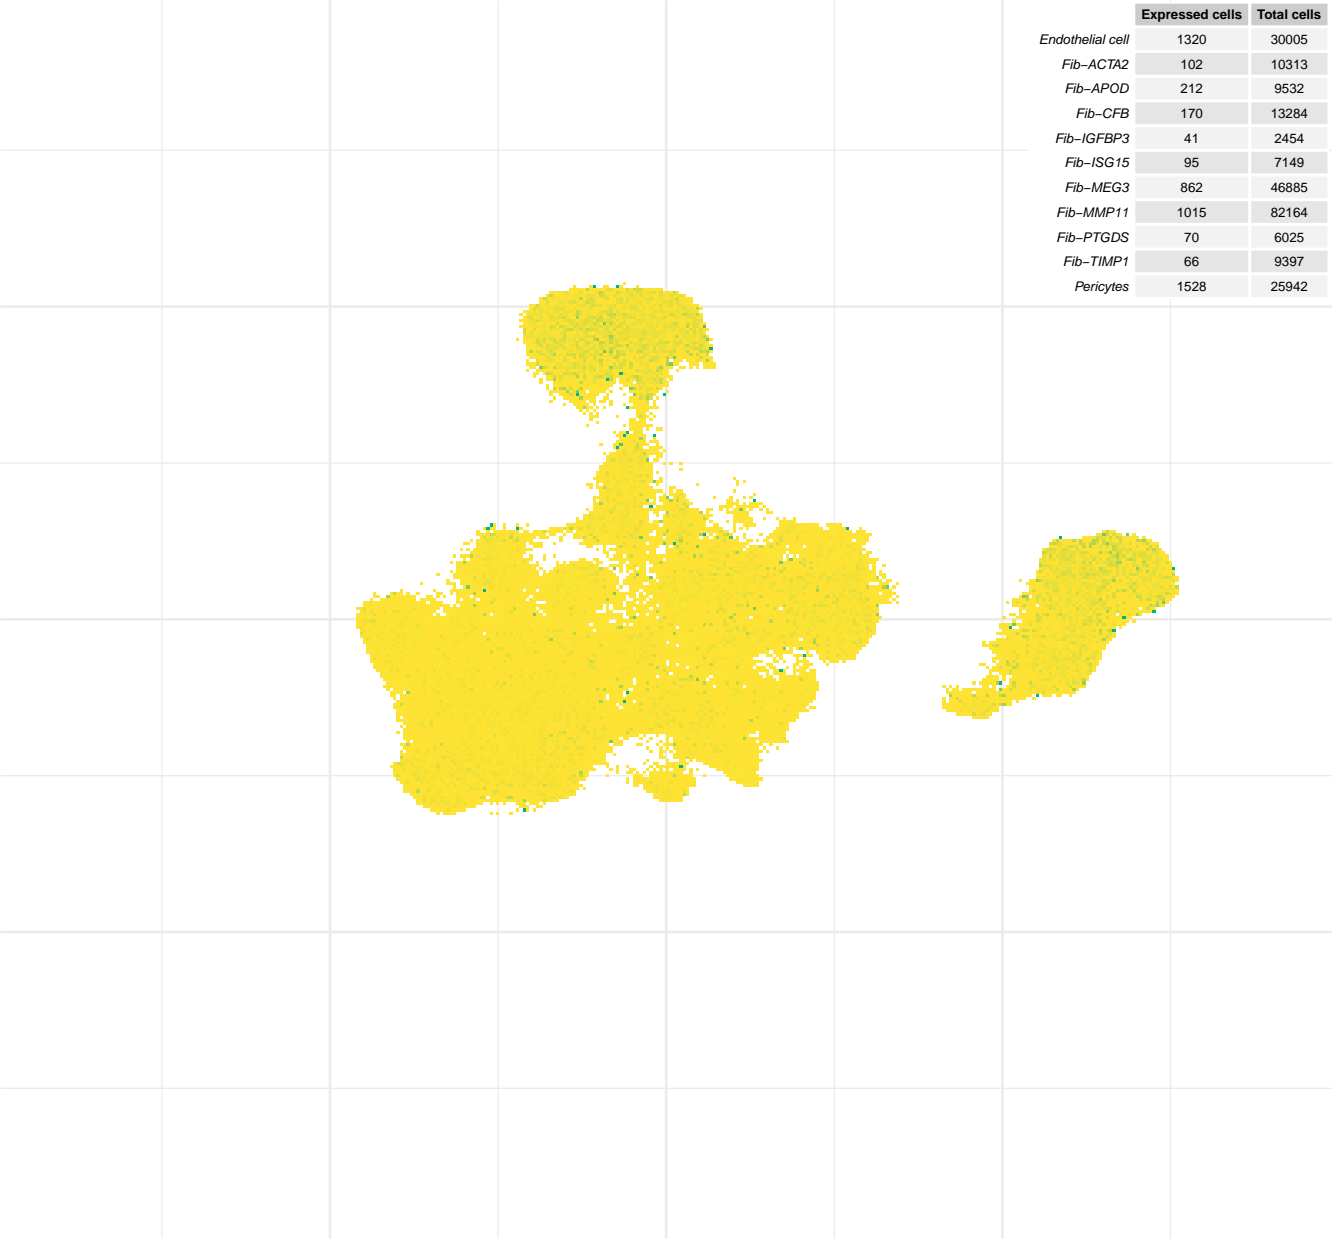 Expressed cells Total cells
Endothelial cell 1320 30005
Fib−ACTA2 102 10313
Fib−APOD 212 9532
Fib−CFB 170 13284
Fib−IGFBP3 41 2454
Fib−ISG15 95 7149
Fib−MEG3 862 46885
Fib−MMP11 1015 82164
Fib−PTGDS 70 6025
Fib−TIMP1 66 9397
Pericytes 1528 25942